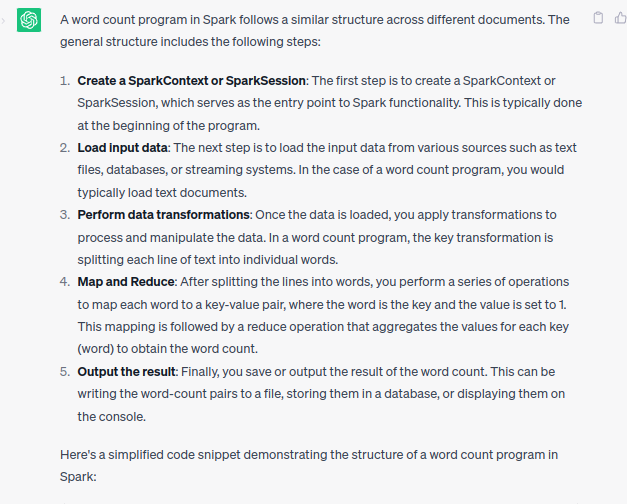 A word count program in Spark follows a similar structure across different documents. The
general structure includes the following steps:
1. Create a SparkContext or SparkSession: The first step is to create a SparkContext or
SparkSession, which serves as the entry point to Spark functionality. This is typically done
at the beginning of the program.
2. Load input data: The next step is to load the input data from various sources such as text
files, databases, or streaming systems. In the case of a word count program, you would
typically load text documents.
3. Perform data transformations: Once the data is loaded, you apply transformations to
process and manipulate the data. In a word count program, the key transformation is
splitting each line of text into individual words.
4. Map and Reduce: After splitting the lines into words, you perform a series of operations
to map each word to a key-value pair, where the word is the key and the value is set to 1.
This mapping is followed by a reduce operation that aggregates the values for each key
(word) to obtain the word count.
5. Output the result: Finally, you save or output the result of the word count. This can be
writing the word-count pairs to a file, storing them in a database, or displaying them on
the console.
Here's a simplified code snippet demonstrating the structure of a word count program in
Spark: